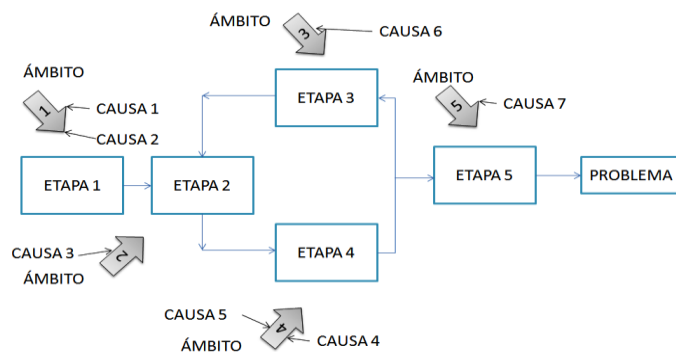 ÁMBITO
3
CAUSA 6
ÁMBITO
1
CAUSA 1
CAUSA 2
ETAPA 3
ÁMBITO
5
CAUSA 7
ETAPA 1
ETAPA 2
ETAPA 5
PROBLEMA
CAUSA 3
2
ÁMBITO
ETAPA 4
CAUSA 5
4
ÁMBITO
CAUSA 4